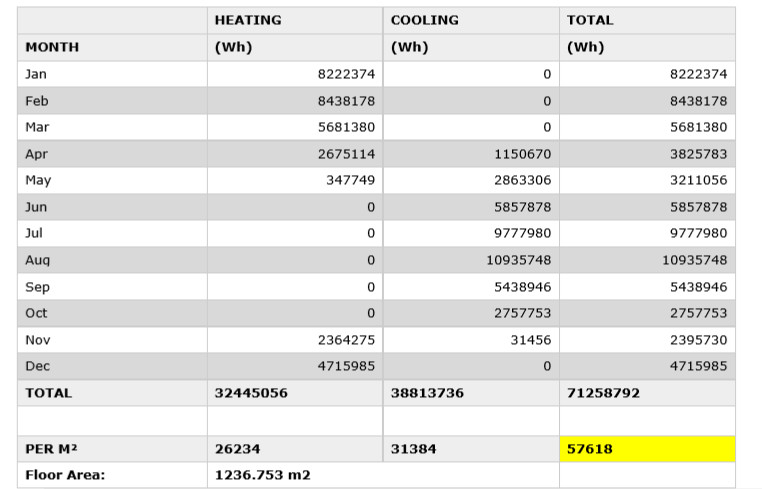 HEATING COOLING TOTAL
MONTH (Wh) (Wh) (Wh)
Jan 8222374 0 8222374
Feb 8438178 0 8438178
Mar 5681380 0 5681380
Apr 2675114 1150670 3825783
May 347749 2863306 3211056
Jun 0 5857878 5857878
Jul 0 9777980 9777980
Aug 0 10935748 10935748
Sep 0 5438946 5438946
Oct 0 2757753 2757753
Nov 2364275 31456 2395730
Dec 4715985 0 4715985
TOTAL 32445056 38813736 71258792
PER M² 26234 31384 57618
Floor Area: 1236.753 m2